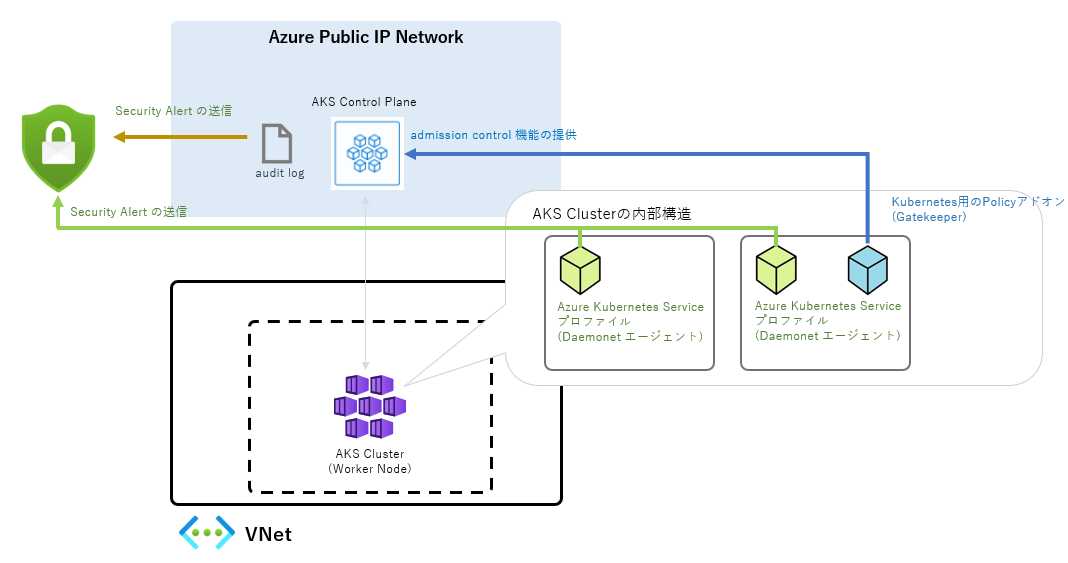 Azure Public IP Network
AKS Control Plane
Security Alert の送信
admission control 機能の提供
audit log
Security Alert の送信
Kubernetes用のPolicyアドオン
(Gatekeeper)
AKS Clusterの内部構造
Azure Kubernetes Service
プロファイル
(Daemonet エージェント)
Azure Kubernetes Service
プロファイル
(Daemonet エージェント)
AKS Cluster
(Worker Node)
VNet